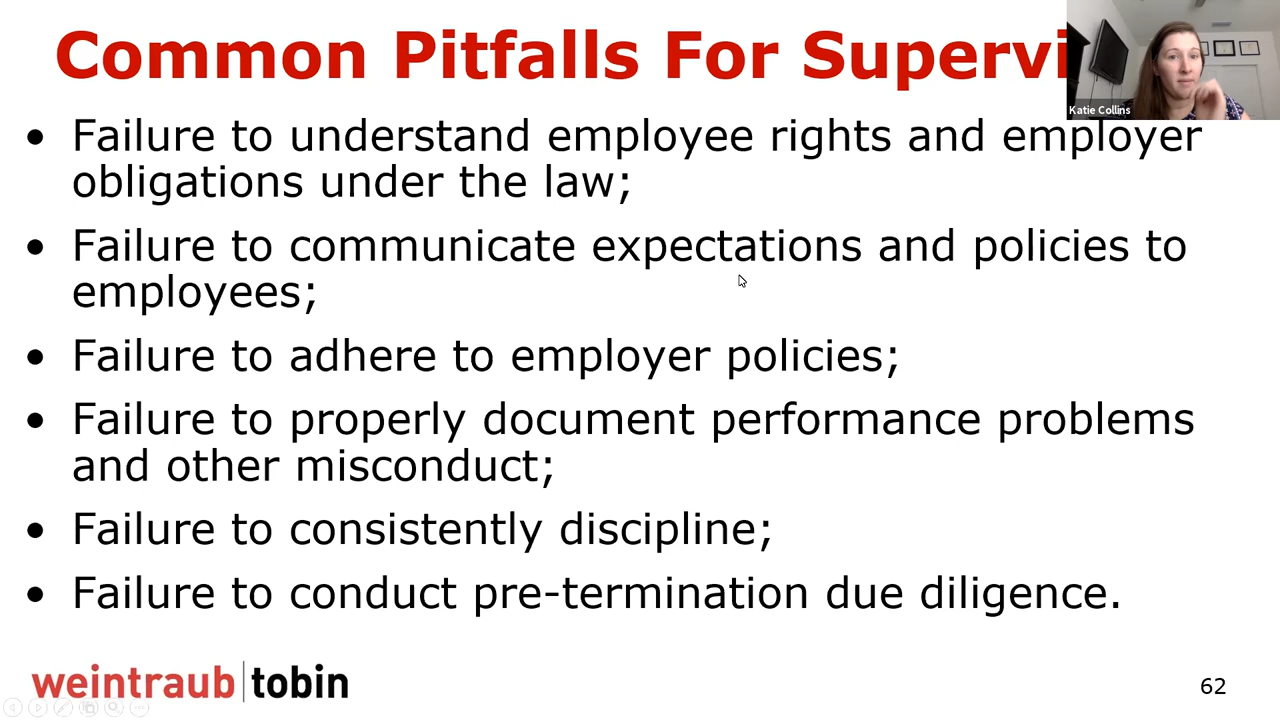 Common Pitfalls For Supervi
Katie Collins
• Failure to understand employee rights and employer
obligations under the law;
• Failure to communicate expectations and policies to
employees;
• Failure to adhere to employer policies;
• Failure to properly document performance problems
and other misconduct;
• Failure to consistently discipline;
• Failure to conduct pre-termination due diligence.
weintraub tobin
62